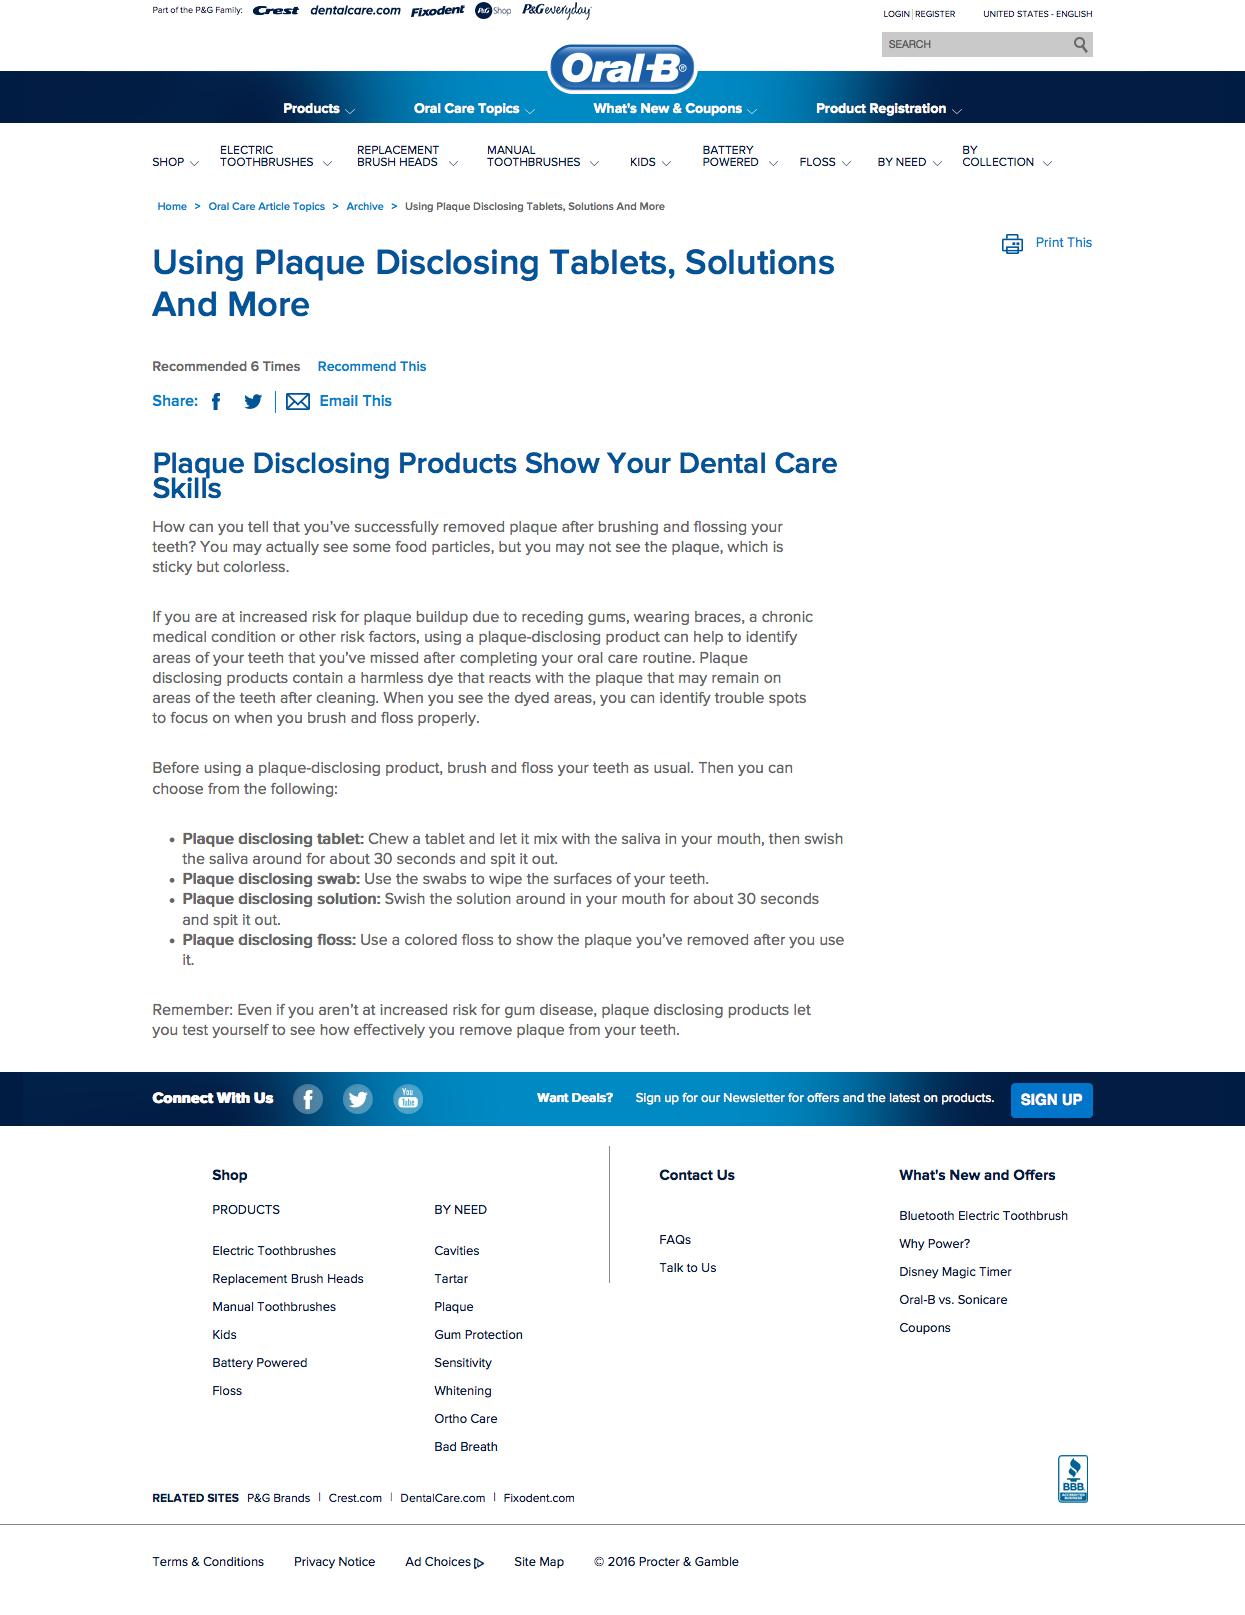 Part of the P&G Family: Crest dentalcare.com Fixodent P&G Shop P&G everyday
LOGIN | REGISTER UNITED STATES - ENGLISH
SEARCH
Oral-B®
Products Oral Care Topics What's New & Coupons Product Registration
SHOP ELECTRIC TOOTHBRUSHES REPLACEMENT BRUSH HEADS MANUAL TOOTHBRUSHES KIDS BATTERY POWERED FLOSS BY NEED BY COLLECTION
Home > Oral Care Article Topics > Archive > Using Plaque Disclosing Tablets, Solutions And More
Print This
Using Plaque Disclosing Tablets, Solutions
And More
Recommended 6 Times Recommend This
Share: Email This
Plaque Disclosing Products Show Your Dental Care
Skills
How can you tell that you've successfully removed plaque after brushing and flossing your
teeth? You may actually see some food particles, but you may not see the plaque, which is
sticky but colorless.
If you are at increased risk for plaque buildup due to receding gums, wearing braces, a chronic
medical condition or other risk factors, using a plaque-disclosing product can help to identify
areas of your teeth that you've missed after completing your oral care routine. Plaque
disclosing products contain a harmless dye that reacts with the plaque that may remain on
areas of the teeth after cleaning. When you see the dyed areas, you can identify trouble spots
to focus on when you brush and floss properly.
Before using a plaque-disclosing product, brush and floss your teeth as usual. Then you can
choose from the following:
• Plaque disclosing tablet: Chew a tablet and let it mix with the saliva in your mouth, then swish
the saliva around for about 30 seconds and spit it out.
• Plaque disclosing swab: Use the swabs to wipe the surfaces of your teeth.
• Plaque disclosing solution: Swish the solution around in your mouth for about 30 seconds
and spit it out.
• Plaque disclosing floss: Use a colored floss to show the plaque you've removed after you use
it.
Remember: Even if you aren't at increased risk for gum disease, plaque disclosing products let
you test yourself to see how effectively you remove plaque from your teeth.
Connect With Us You Tube Want Deals? Sign up for our Newsletter for offers and the latest on products. SIGN UP
Shop
PRODUCTS
Electric Toothbrushes
Replacement Brush Heads
Manual Toothbrushes
Kids
Battery Powered
Floss
BY NEED
Cavities
Tartar
Plaque
Gum Protection
Sensitivity
Whitening
Ortho Care
Bad Breath
Contact Us
FAQs
Talk to Us
What's New and Offers
Bluetooth Electric Toothbrush
Why Power?
Disney Magic Timer
Oral-B vs. Sonicare
Coupons
BBB
ACCREDITED
BUSINESS
RELATED SITES P&G Brands | Crest.com | DentalCare.com | Fixodent.com
Terms & Conditions Privacy Notice Ad Choices Site Map © 2016 Procter & Gamble